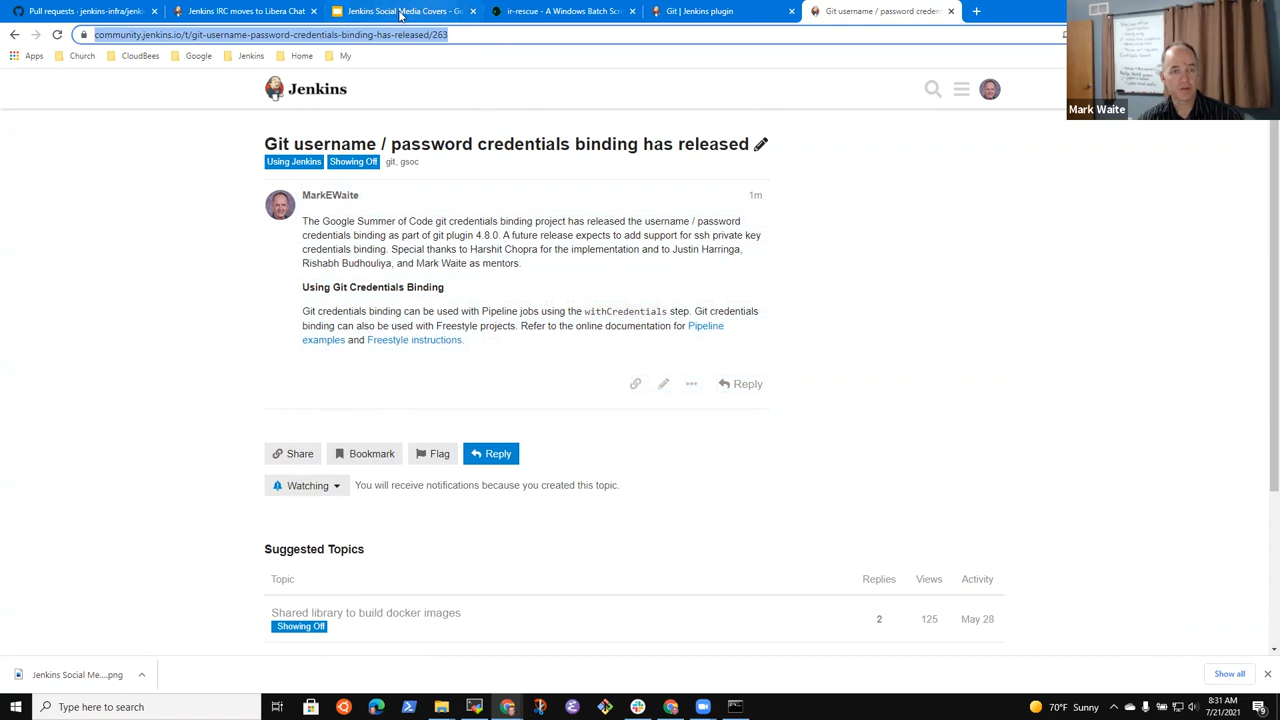 Pull requests · jenkins-infra/jenk
Jenkins IRC moves to Libera Chat
Jenkins Social Media Covers - Go
ir-rescue - A Windows Batch Scri
Git | Jenkins plugin
Git username / password creden
community.jenkins.io/t/git-username-password-credentials-binding-has-released/265
Apps
Church
CloudBees
Google
Jenkins
Home
My
Jenkins
Mark Waite
Git username / password credentials binding has released
Using Jenkins Showing Off git, gsoc
MarkEWaite 1m
The Google Summer of Code git credentials binding project has released the username / password
credentials binding as part of git plugin 4.8.0. A future release expects to add support for ssh private key
credentials binding. Special thanks to Harshit Chopra for the implementation and to Justin Harringa,
Rishabh Budhouliya, and Mark Waite as mentors.
Using Git Credentials Binding
Git credentials binding can be used with Pipeline jobs using the withCredentials step. Git credentials
binding can also be used with Freestyle projects. Refer to the online documentation for Pipeline
examples and Freestyle instructions.
Reply
Share
Bookmark
Flag
Reply
Watching
You will receive notifications because you created this topic.
Suggested Topics
Topic Replies Views Activity
Shared library to build docker images 2 125 May 28
Showing Off
Jenkins Social Me....png
Show all
Type here to search
70°F Sunny
8:31 AM
7/21/2021